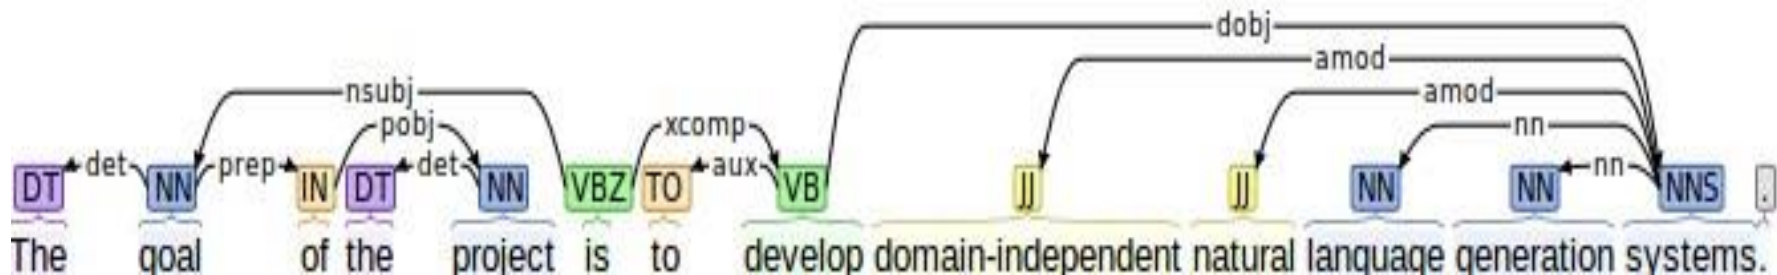 dobj
amod
nsubj amod
pobj xcomp nn
det prep det aux nn
DT NN IN DT NN VBZ TO VB JJ JJ NN NN NNS .
The goal of the project is to develop domain-independent natural language generation systems.